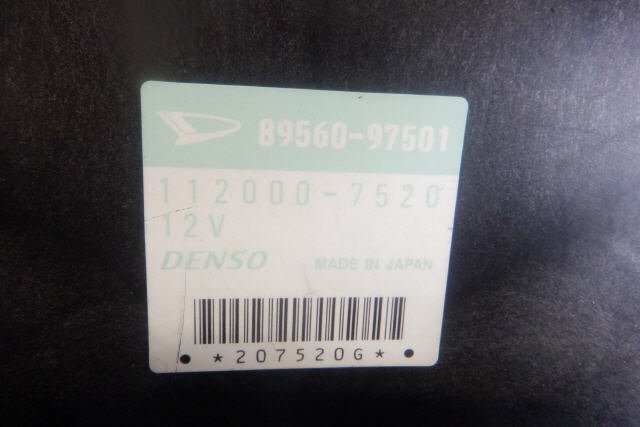 89560-97501
112000-7520
12V
DENSO MADE IN JAPAN
*207520G*